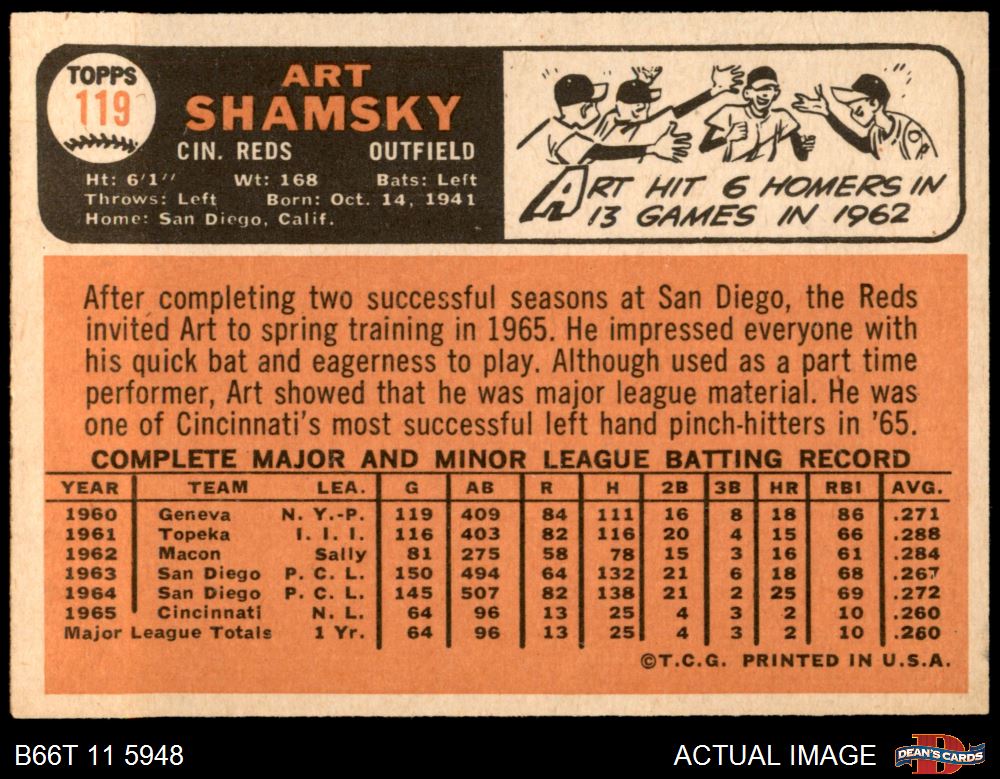 TOPPS
119
ART
SHAMSKY
CIN. REDS OUTFIELD
Ht: 6'1" Wt: 168 Bats: Left
Throws: Left Born: Oct. 14, 1941
Home: San Diego, Calif.
ART HIT 6 HOMERS IN
13 GAMES IN 1962
After completing two successful seasons at San Diego, the Reds
invited Art to spring training in 1965. He impressed everyone with
his quick bat and eagerness to play. Although used as a part time
performer, Art showed that he was major league material. He was
one of Cincinnati's most successful left hand pinch-hitters in '65.
COMPLETE MAJOR AND MINOR LEAGUE BATTING RECORD
YEAR TEAM LEA. G AB R H 2B 3B HR RBI AVG.
1960 Geneva N. Y.-P. 119 409 84 111 16 8 18 86 .271
1961 Topeka I. I. I. 116 403 82 116 20 4 15 66 .288
1962 Macon Sally 81 275 58 78 15 3 16 61 .284
1963 San Diego P. C. L. 150 494 64 132 21 6 18 68 .267
1964 San Diego P. C. L. 145 507 82 138 21 2 25 69 .272
1965 Cincinnati N. L. 64 96 13 25 4 3 2 10 .260
Major League Totals 1 Yr. 64 96 13 25 4 3 2 10 .260
©T.C.G. PRINTED IN U.S.A.
B66T 11 5948 ACTUAL IMAGE D DEAN'S CARDS